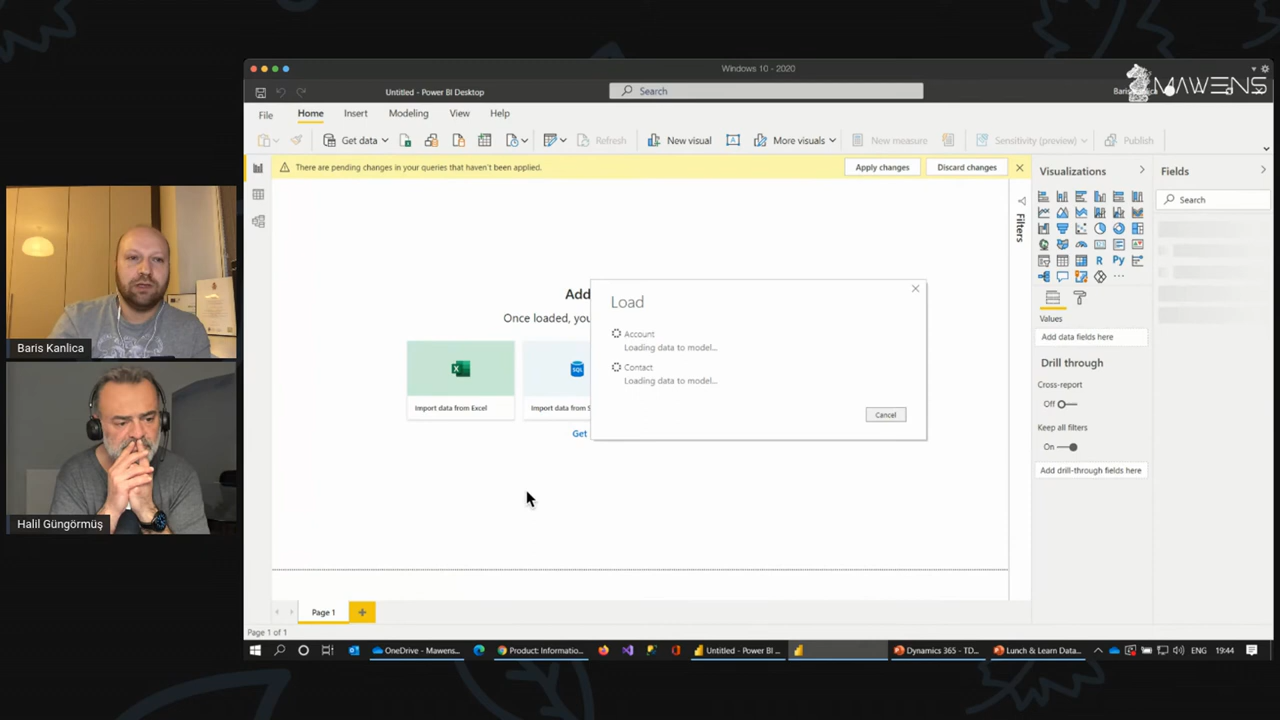 Windows 10 - 2020
MAWENS
Untitled - Power BI Desktop
Search
File
Home
Insert
Modeling
View
Help
Get data
Refresh
New visual
More visuals
New measure
Sensitivity (preview)
Publish
There are pending changes in your queries that haven't been applied.
Apply changes
Discard changes
Visualizations
Fields
Search
Filters
R
Py
Values
Add data fields here
Drill through
Cross-report
Off
Keep all filters
On
Add drill-through fields here
Add
Once loaded, you
Import data from Excel
SQL
Import data from S
Get
Load
Account
Loading data to model...
Contact
Loading data to model...
Cancel
Baris Kanlica
Halil Güngörmüş
Page 1
Page 1 of 1
OneDrive - Mawens...
Product: Informatio...
Untitled - Power BI ...
Dynamics 365 - TD...
Lunch & Learn Data...
ENG
19:44